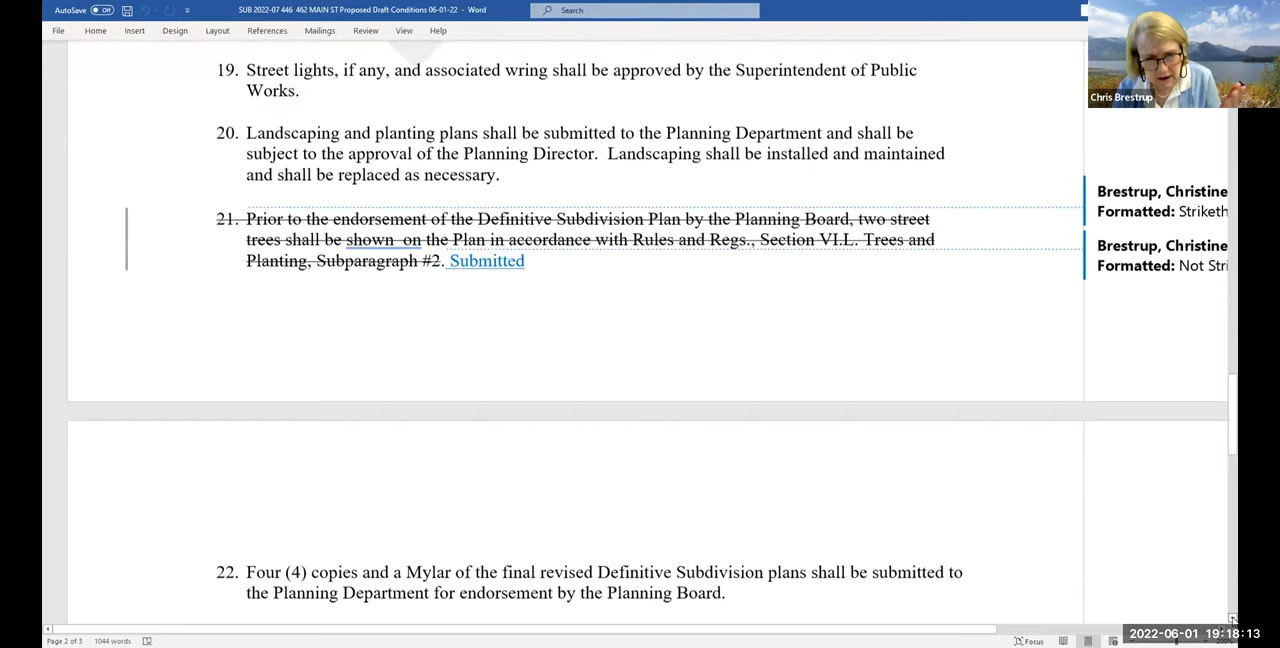 AutoSave Off SUB 2022-07 446 462 MAIN ST Proposed Draft Conditions 06-01-22 - Word Search
File Home Insert Design Layout References Mailings Review View Help
Chris Brestrup
19. Street lights, if any, and associated wring shall be approved by the Superintendent of Public
Works.
20. Landscaping and planting plans shall be submitted to the Planning Department and shall be
subject to the approval of the Planning Director. Landscaping shall be installed and maintained
and shall be replaced as necessary.
Brestrup, Christine
Formatted: Striketh
21. Prior to the endorsement of the Definitive Subdivision Plan by the Planning Board, two street
trees shall be shown on the Plan in accordance with Rules and Regs., Section VI.L. Trees and
Planting, Subparagraph #2. Submitted
Brestrup, Christine
Formatted: Not Stri
22. Four (4) copies and a Mylar of the final revised Definitive Subdivision plans shall be submitted to
the Planning Department for endorsement by the Planning Board.
Page 2 of 3 1044 words Focus
2022-06-01 19:18:13